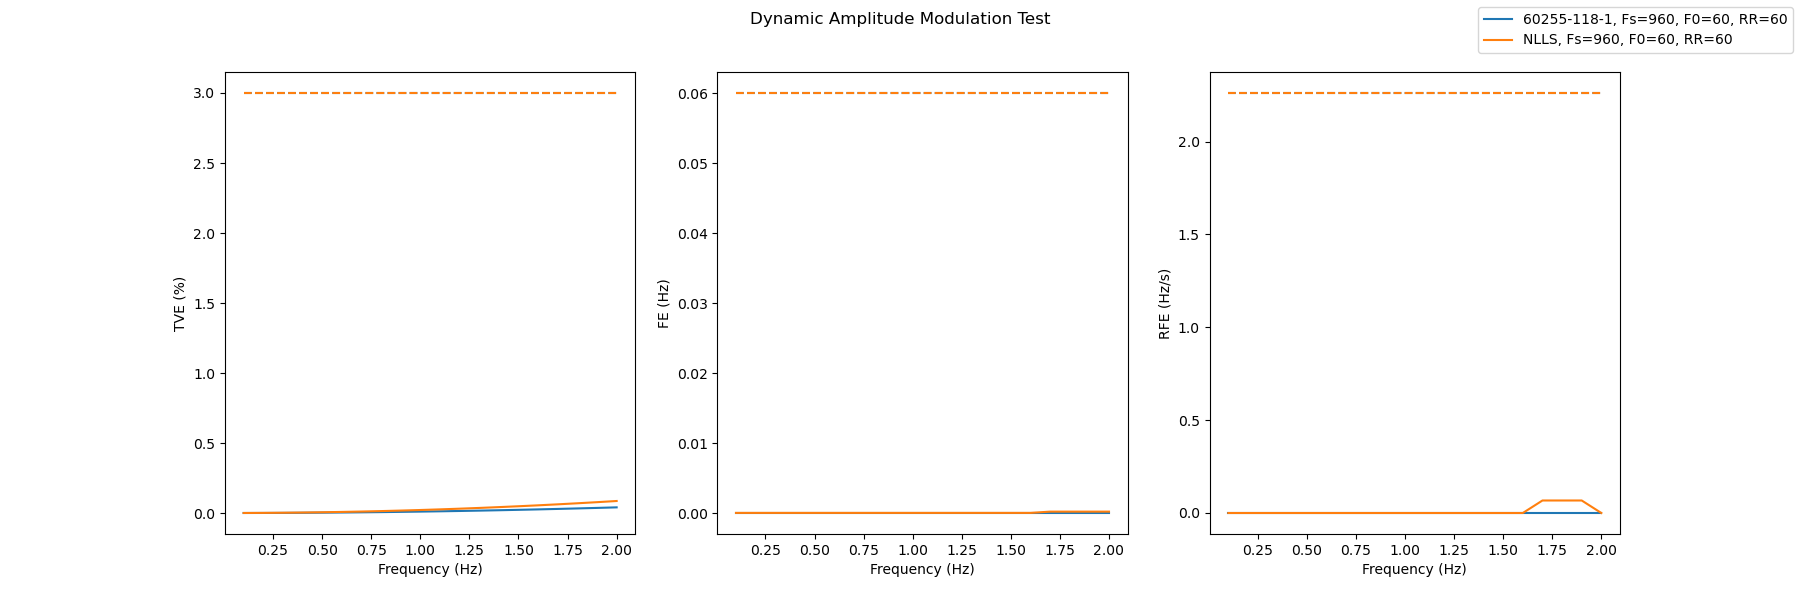 Dynamic Amplitude Modulation Test
60255-118-1, Fs=960, F0=60, RR=60
NLLS, Fs=960, F0=60, RR=60
TVE (%)
3.0
2.5
2.0
1.5
1.0
0.5
0.0
0.25 0.50 0.75 1.00 1.25 1.50 1.75 2.00
Frequency (Hz)
FE (Hz)
0.06
0.05
0.04
0.03
0.02
0.01
0.00
0.25 0.50 0.75 1.00 1.25 1.50 1.75 2.00
Frequency (Hz)
RFE (Hz/s)
2.0
1.5
1.0
0.5
0.0
0.25 0.50 0.75 1.00 1.25 1.50 1.75 2.00
Frequency (Hz)